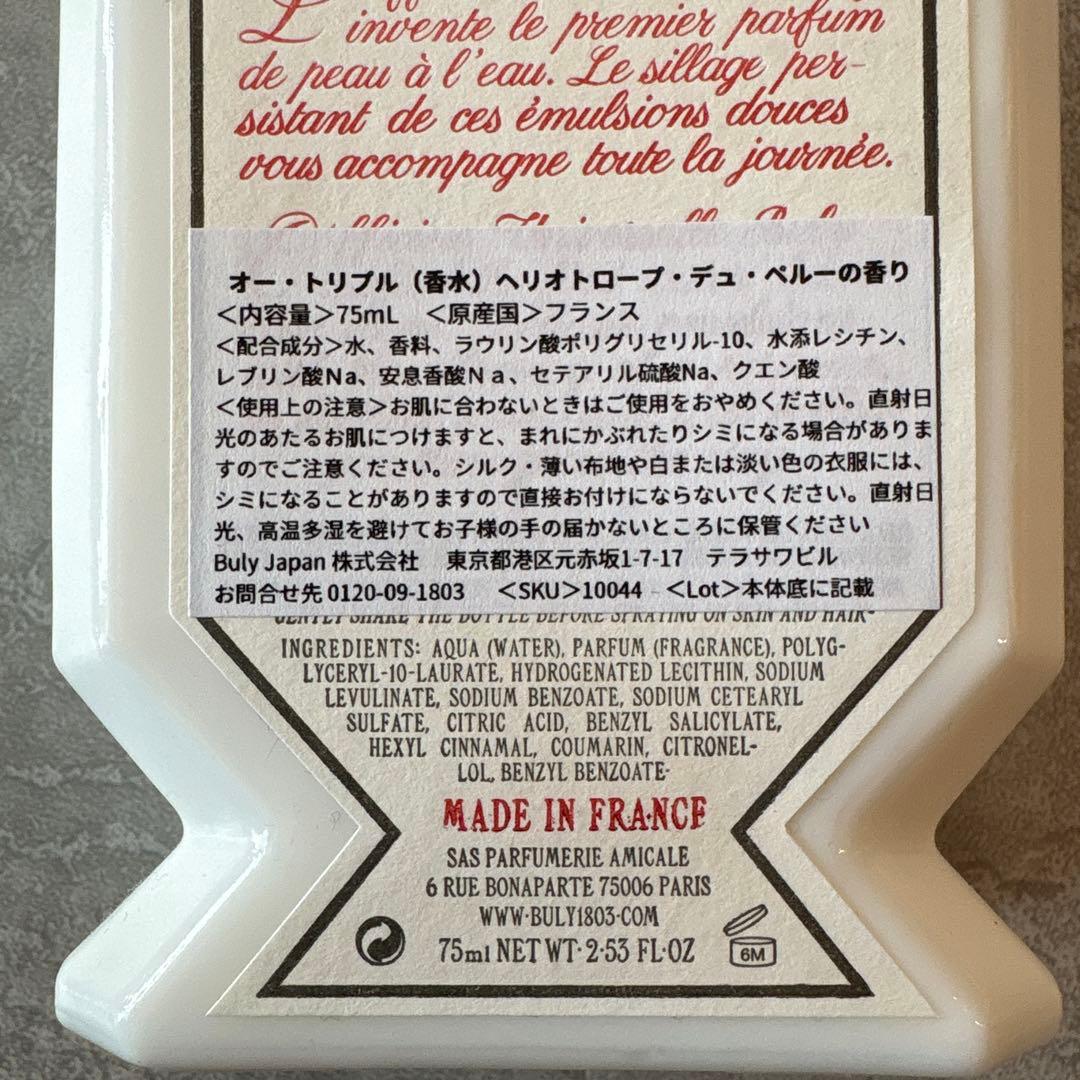 L'
invente le premier parfum
de peau à l'eau. Le sillage per-
sistant de ces émulsions douces
vous accompagne toute la journée.
オー・トリプル（香水）ヘリオトロープ・デュ・ペルーの香り
＜内容量＞75mL ＜原産国＞フランス
＜配合成分＞水、香料、ラウリン酸ポリグリセリル-10、水添レシチン、
レブリン酸Na、安息香酸Ｎａ、セテアリル硫酸Na、クエン酸
＜使用上の注意＞お肌に合わないときはご使用をおやめください。直射日
光のあたるお肌につけますと、まれにかぶれたりシミになる場合がありま
すのでご注意ください。シルク・薄い布地や白または淡い色の衣服には、
シミになることがありますので直接お付けにならないでください。直射日
光、高温多湿を避けてお子様の手の届かないところに保管ください
Buly Japan 株式会社 東京都港区元赤坂1-7-17 テラサワビル
お問合せ先 0120-09-1803 ＜SKU＞10044 ＜Lot＞本体底に記載
GENTLY SHAKE THE BOTTLE BEFORE SPRAYING ON SKIN AND HAIR·
INGREDIENTS: AQUA (WATER), PARFUM (FRAGRANCE), POLYG-
LYCERYL-10-LAURATE, HYDROGENATED LECITHIN, SODIUM
LEVULINATE, SODIUM BENZOATE, SODIUM CETEARYL
SULFATE, CITRIC ACID, BENZYL SALICYLATE,
HEXYL CINNAMAL, COUMARIN, CITRONEL-
LOL, BENZYL BENZOATE·
MADE IN FRANCE
SAS PARFUMERIE AMICALE
6 RUE BONAPARTE 75006 PARIS
WWW·BULY1803·COM
75ml NET WT· 2·53 FL·OZ
6M